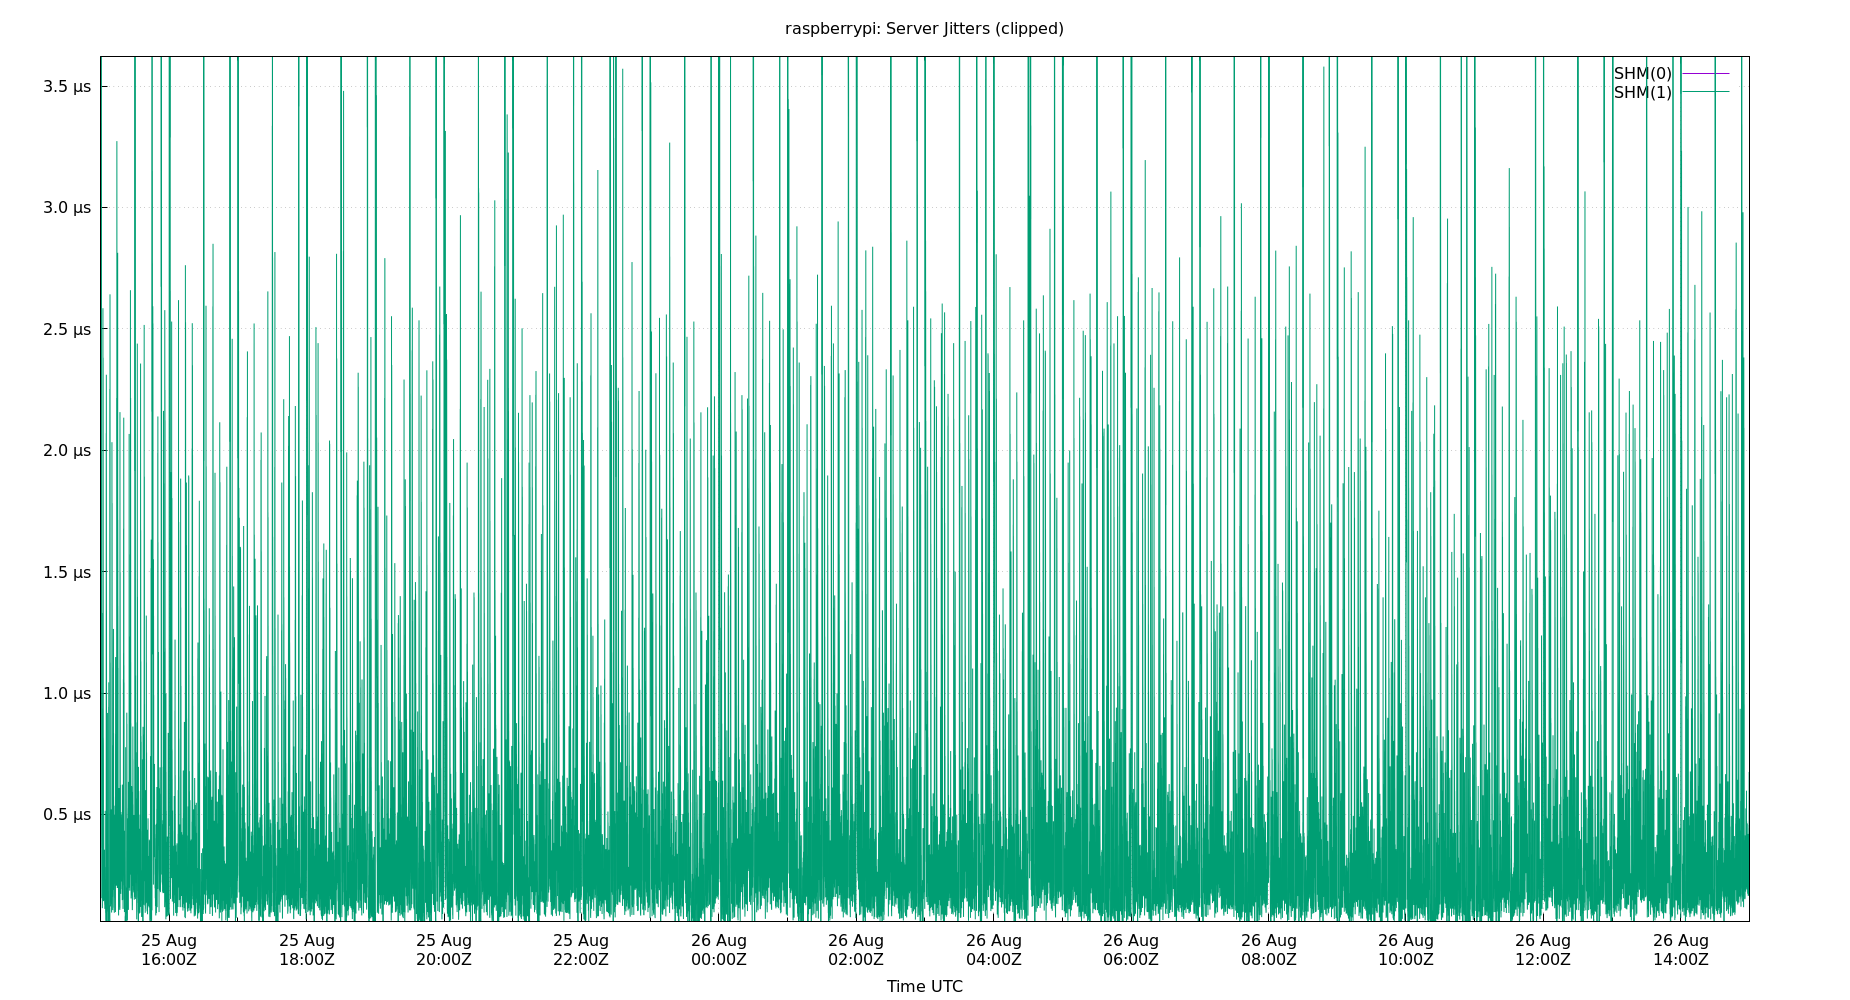 raspberrypi: Server Jitters (clipped)
SHM(0)
SHM(1)
3.5 µs
3.0 µs
2.5 µs
2.0 µs
1.5 µs
1.0 µs
0.5 µs
25 Aug 25 Aug 25 Aug 25 Aug 26 Aug 26 Aug 26 Aug 26 Aug 26 Aug 26 Aug 26 Aug 26 Aug
16:00Z 18:00Z 20:00Z 22:00Z 00:00Z 02:00Z 04:00Z 06:00Z 08:00Z 10:00Z 12:00Z 14:00Z
Time UTC